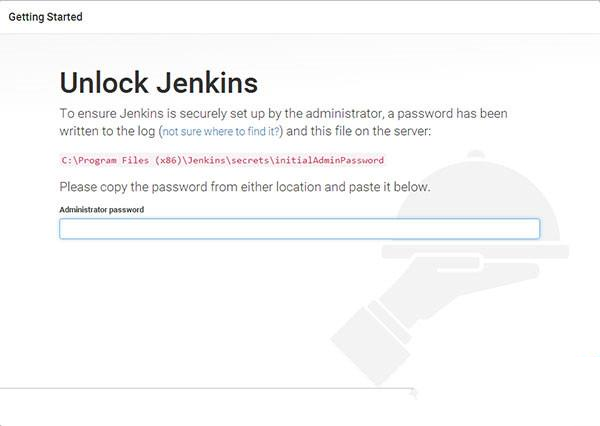 Getting Started
Unlock Jenkins
To ensure Jenkins is securely set up by the administrator, a password has been
written to the log (not sure where to find it?) and this file on the server:
C:\Program Files (x86)\Jenkins\secrets\initialAdminPassword
Please copy the password from either location and paste it below.
Administrator password